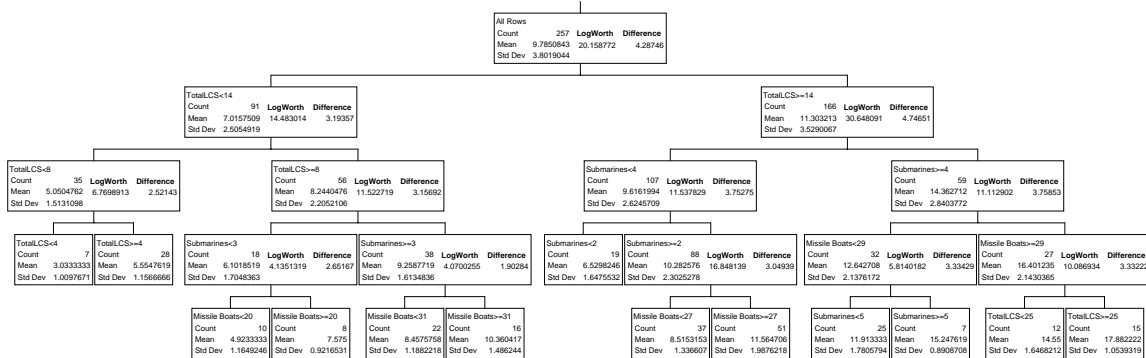 All Rows
Count 257 LogWorth Difference
Mean 9.7850843 20.158772 4.28746
Std Dev 3.8019044
TotalLCS<14
Count 91 LogWorth Difference
Mean 7.0157509 14.483014 3.19357
Std Dev 2.5054919
TotalLCS>=14
Count 166 LogWorth Difference
Mean 11.303213 30.648091 4.74651
Std Dev 3.5290067
TotalLCS<8
Count 35 LogWorth Difference
Mean 5.0504762 6.7698913 2.52143
Std Dev 1.5131098
TotalLCS>=8
Count 56 LogWorth Difference
Mean 8.2440476 11.522719 3.15692
Std Dev 2.2052106
Submarines<4
Count 107 LogWorth Difference
Mean 9.6161994 11.537829 3.75275
Std Dev 2.6245709
Submarines>=4
Count 59 LogWorth Difference
Mean 14.362712 11.112902 3.75853
Std Dev 2.8403772
TotalLCS<4
Count 7
Mean 3.0333333
Std Dev 1.0097671
TotalLCS>=4
Count 28
Mean 5.5547619
Std Dev 1.1566666
Submarines<3
Count 18 LogWorth Difference
Mean 6.1018519 4.1351319 2.65167
Std Dev 1.7048363
Submarines>=3
Count 38 LogWorth Difference
Mean 9.2587719 4.0700255 1.90284
Std Dev 1.6134836
Submarines<2
Count 19
Mean 6.5298246
Std Dev 1.6475532
Submarines>=2
Count 88 LogWorth Difference
Mean 10.282576 16.848139 3.04939
Std Dev 2.3025278
Missile Boats<29
Count 32 LogWorth Difference
Mean 12.642708 5.8140182 3.33429
Std Dev 2.1376172
Missile Boats>=29
Count 27 LogWorth Difference
Mean 16.401235 10.086934 3.33222
Std Dev 2.1430365
Missile Boats<20
Count 10
Mean 4.9233333
Std Dev 1.1649246
Missile Boats>=20
Count 8
Mean 7.575
Std Dev 0.9216531
Missile Boats<31
Count 22
Mean 8.4575758
Std Dev 1.1882218
Missile Boats>=31
Count 16
Mean 10.360417
Std Dev 1.486244
Missile Boats<27
Count 37
Mean 8.5153153
Std Dev 1.336607
Missile Boats>=27
Count 51
Mean 11.564706
Std Dev 1.9876218
Submarines<5
Count 25
Mean 11.913333
Std Dev 1.7805794
Submarines>=5
Count 7
Mean 15.247619
Std Dev 0.8908708
TotalLCS<25
Count 12
Mean 14.55
Std Dev 1.6468212
TotalLCS>=25
Count 15
Mean 17.882222
Std Dev 1.0539319